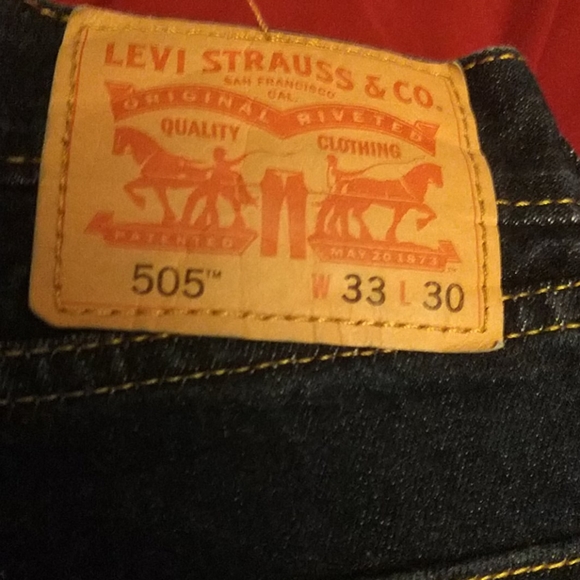 LEVI STRAUSS & CO.
SAN FRANCISCO
CAL.
ORIGINAL RIVETED
QUALITY CLOTHING
PATENTED MAY 20 1873
505™ W 33 L 30